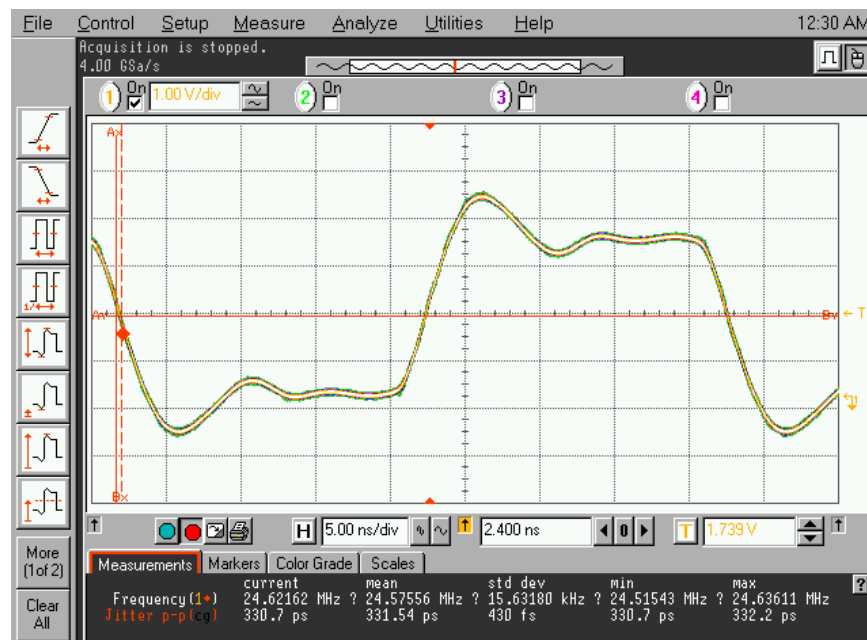 File Control Setup Measure Analyze Utilities Help 12:30 AM
Acquisition is stopped.
4.00 GSa/s
1 On 1.00 V/div 2 On 3 On 4 On
Ax
Ay By
← T
Bx
H 5.00 ns/div 2.400 ns 0 T 1.739 V
More
(1of 2)
Clear
All
Measurements Markers Color Grade Scales
?
current mean std dev min max
Frequency(1♦) 24.62162 MHz ? 24.57556 MHz ? 15.63180 kHz ? 24.51543 MHz ? 24.63611 MHz ?
Jitter p-p(cg) 330.7 ps 331.54 ps 430 fs 330.7 ps 332.2 ps